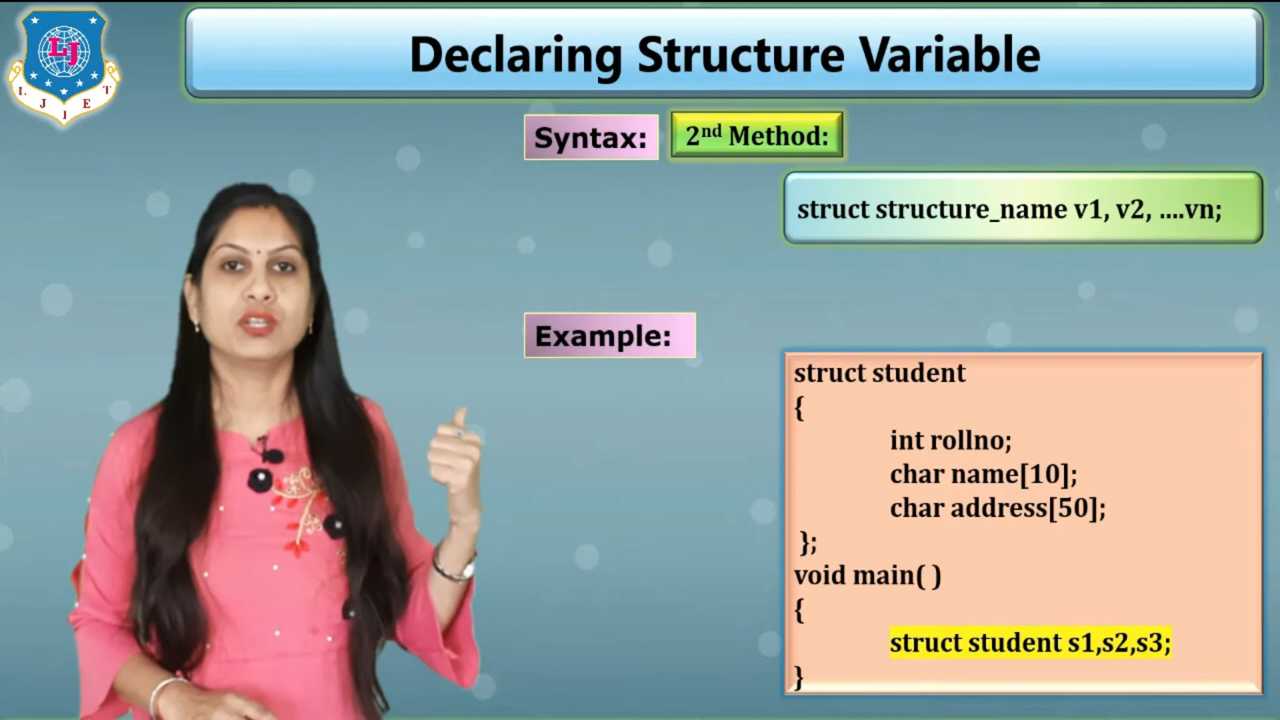 LJ
L J I E T
Declaring Structure Variable
Syntax:
2nd Method:
struct structure_name v1, v2, ....vn;
Example:
struct student
{
int rollno;
char name[10];
char address[50];
};
void main( )
{
struct student s1,s2,s3;
}